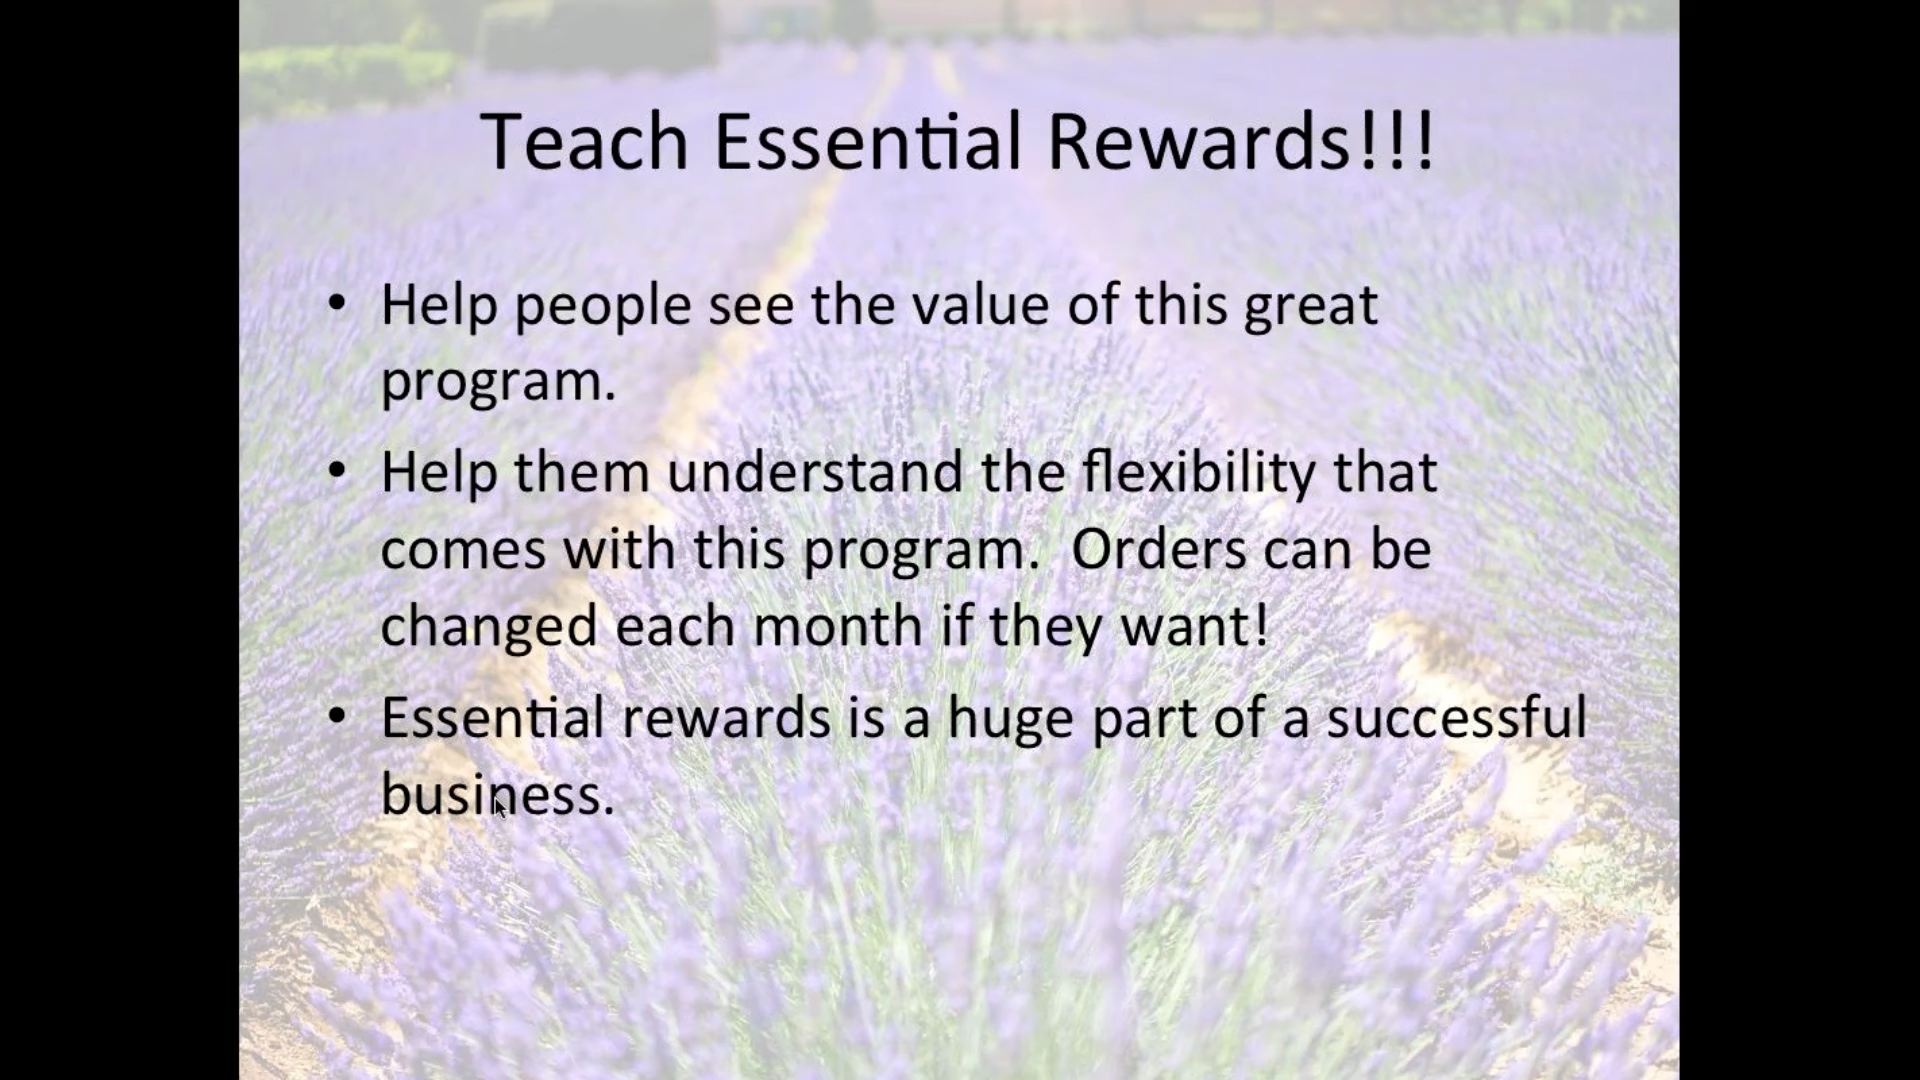 Teach Essential Rewards!!!
• Help people see the value of this great
program.
• Help them understand the flexibility that
comes with this program.  Orders can be
changed each month if they want!
• Essential rewards is a huge part of a successful
business.